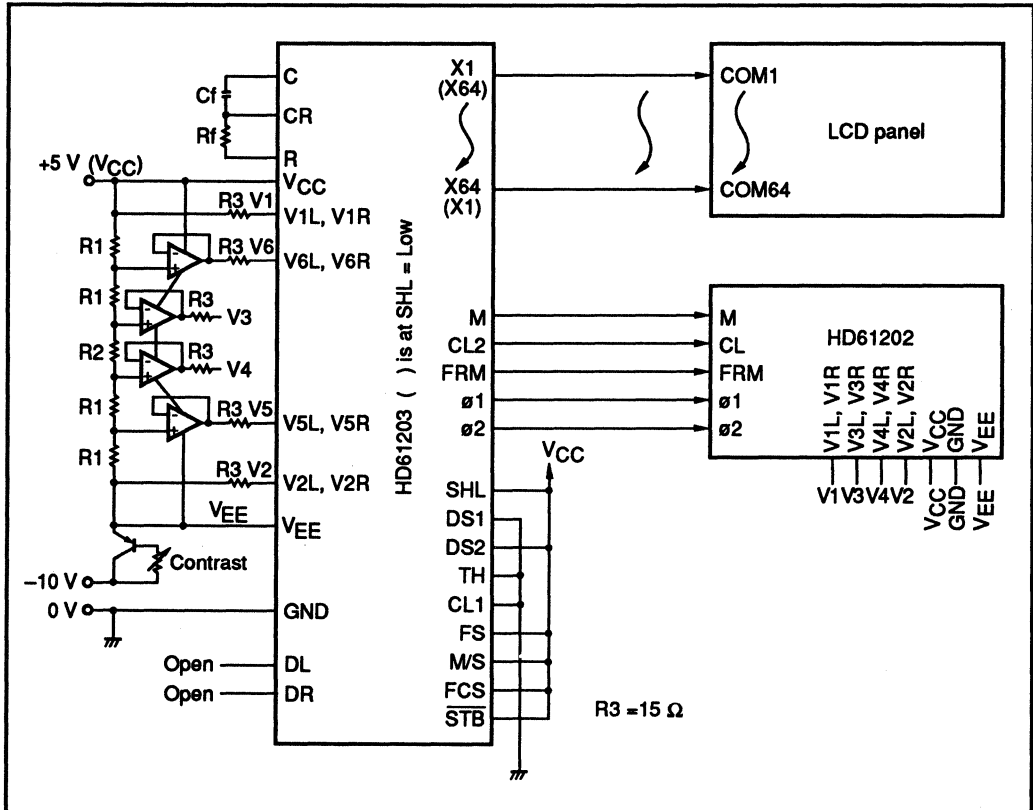 C
CR
R
Cf
Rf
+5 V (VCC)
VCC
R3 V1
V1L, V1R
R1
R3 V6
V6L, V6R
R1
R3
V3
R2
R3
V4
R1
R3 V5
V5L, V5R
R1
R3 V2
V2L, V2R
VEE
VEE
Contrast
–10 V
0 V
GND
Open
DL
Open
DR
HD61203 ( ) is at SHL = Low
X1
(X64)
X64
(X1)
M
CL2
FRM
ø1
ø2
VCC
SHL
DS1
DS2
TH
CL1
FS
M/S
FCS
STB
R3 =15 Ω
COM1
LCD panel
COM64
HD61202
M
CL
FRM
ø1
ø2
V1L, V1R
V3L, V3R
V4L, V4R
V2L, V2R
VCC
GND
VEE
V1
V3
V4
V2
VCC
GND
VEE